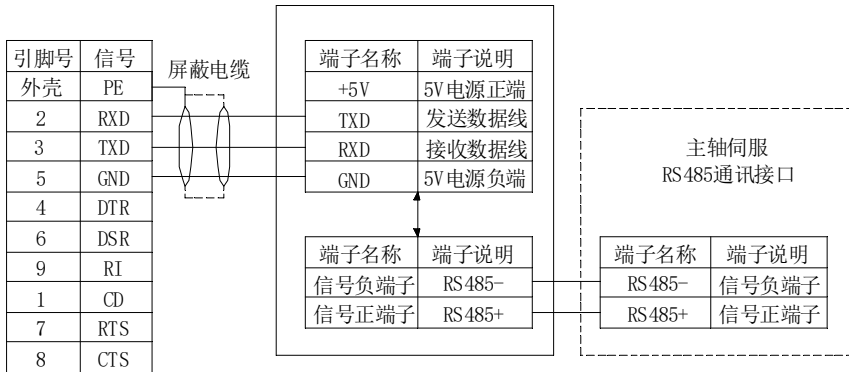 引脚号 信号
外壳 PE
2 RXD
3 TXD
5 GND
4 DTR
6 DSR
9 RI
1 CD
7 RTS
8 CTS
屏蔽电缆
端子名称 端子说明
+5V 5V电源正端
TXD 发送数据线
RXD 接收数据线
GND 5V电源负端
端子名称 端子说明
信号负端子 RS485-
信号正端子 RS485+
主轴伺服
RS485通讯接口
端子名称 端子说明
RS485- 信号负端子
RS485+ 信号正端子